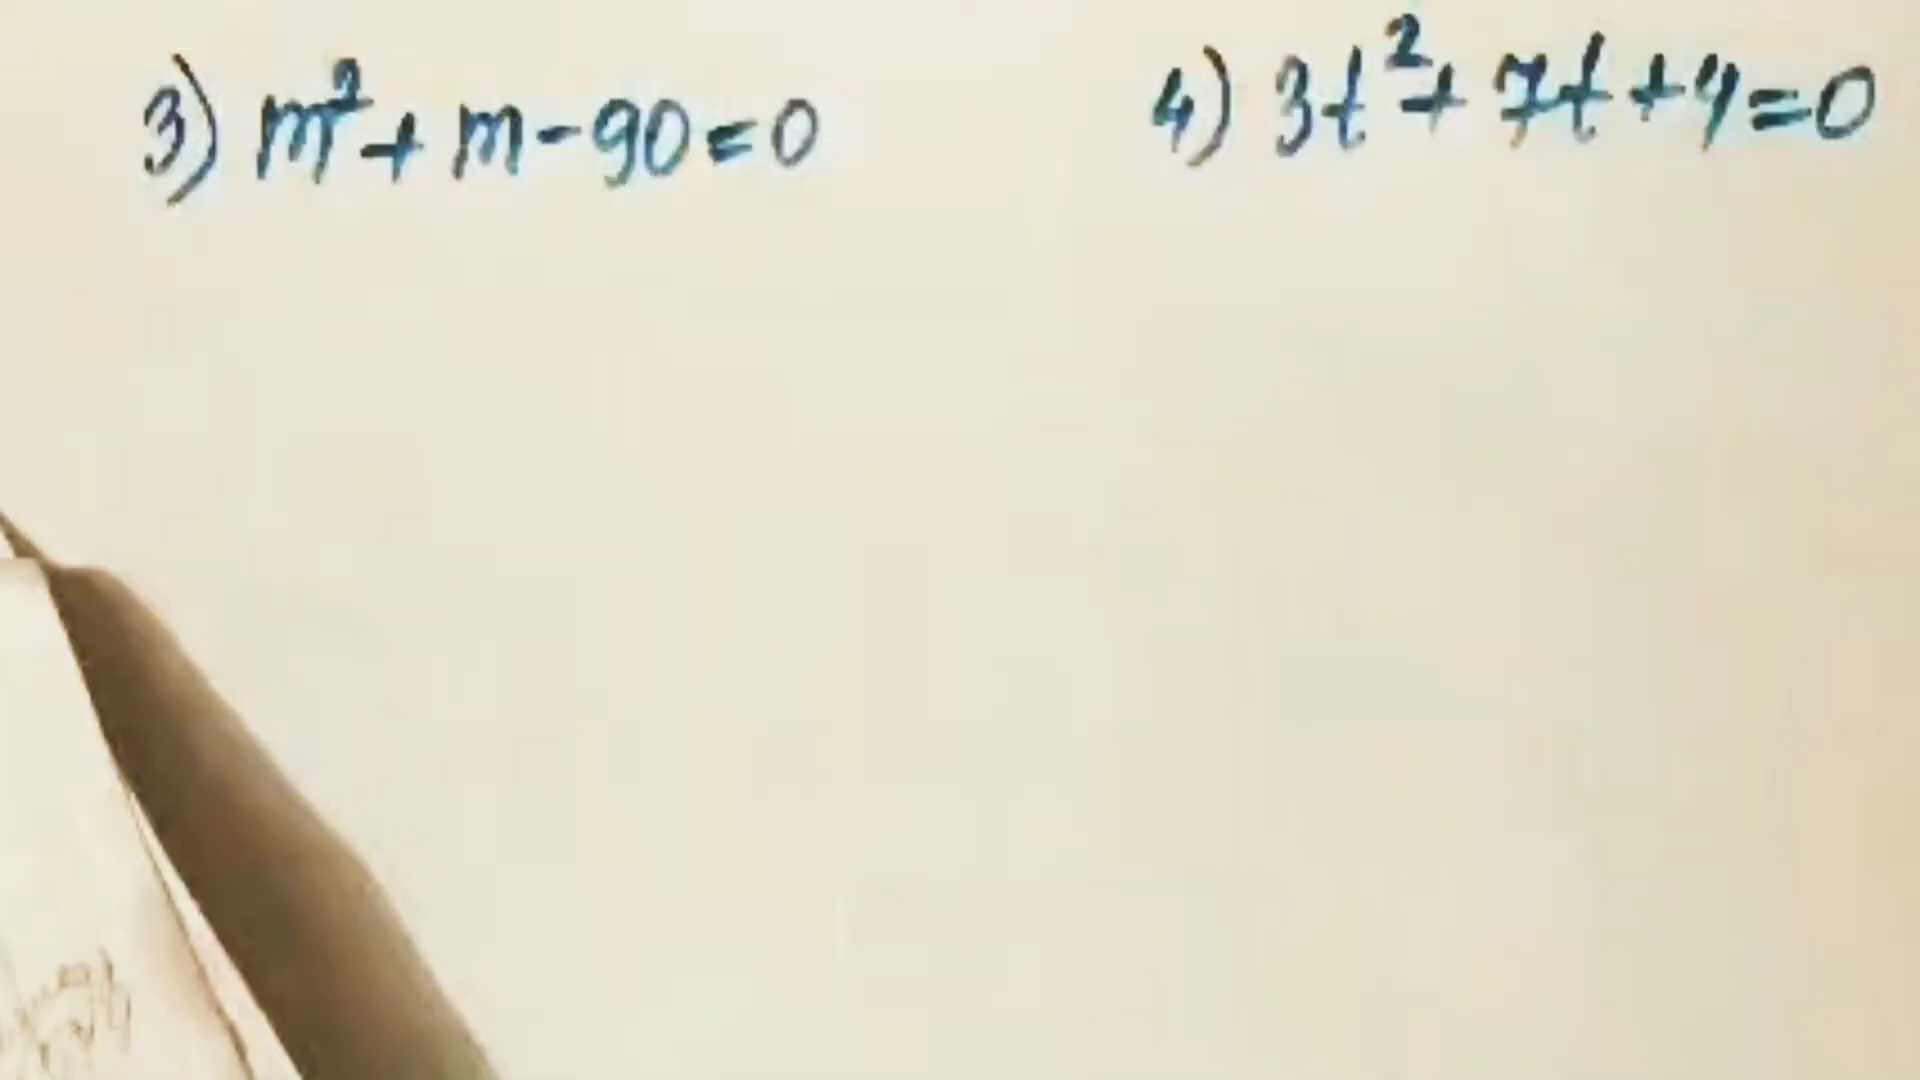 3) m² + m - 90 = 0
4) 3t² + 7t + 4 = 0